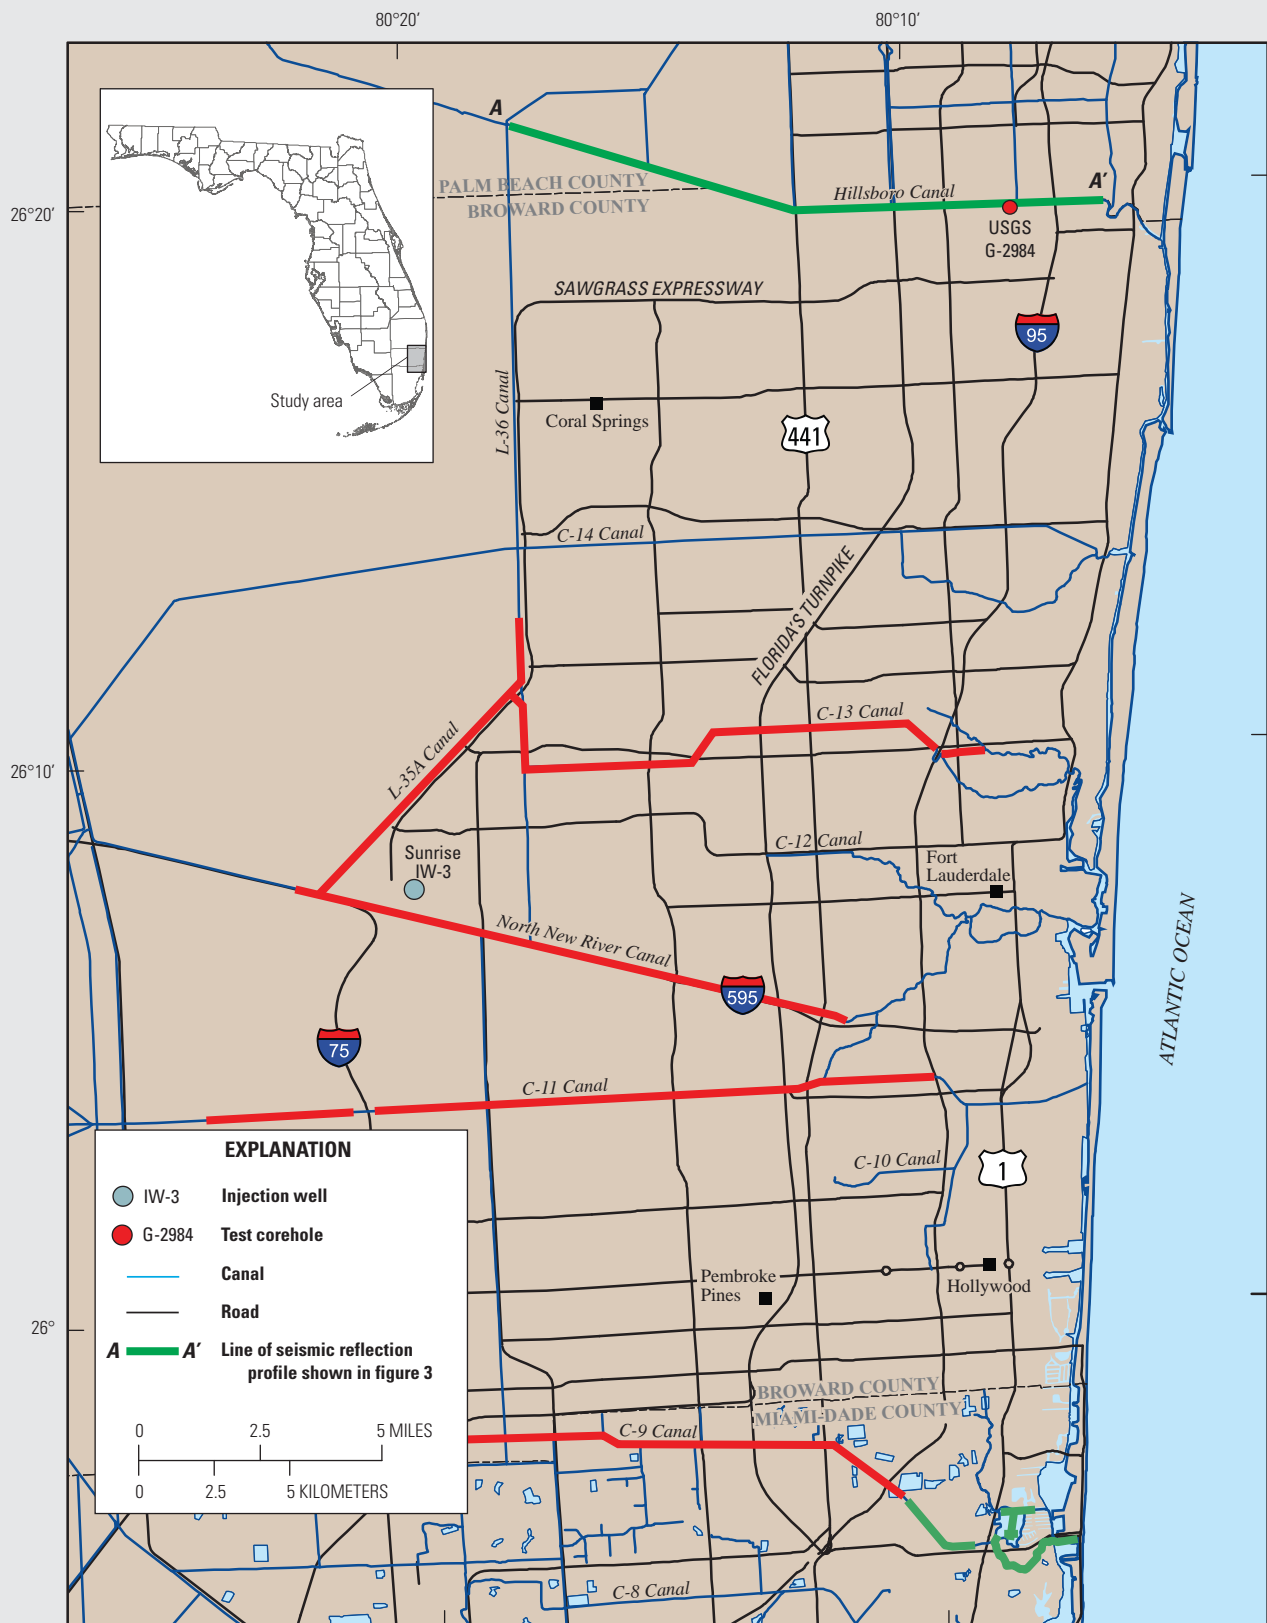 80°20′
80°10′
A
PALM BEACH COUNTY
BROWARD COUNTY
Hillsboro Canal
A′
26°20′
USGS
G-2984
SAWGRASS EXPRESSWAY
95
Study area
L-36 Canal
Coral Springs
441
C-14 Canal
FLORIDA'S TURNPIKE
C-13 Canal
L-35A Canal
26°10′
C-12 Canal
Sunrise
IW-3
Fort
Lauderdale
North New River Canal
595
ATLANTIC OCEAN
75
C-11 Canal
C-10 Canal
1
Pembroke
Pines
Hollywood
26°
BROWARD COUNTY
MIAMI-DADE COUNTY
C-9 Canal
C-8 Canal
EXPLANATION
IW-3 Injection well
G-2984 Test corehole
Canal
Road
A A′ Line of seismic reflection
profile shown in figure 3
0 2.5 5 MILES
0 2.5 5 KILOMETERS